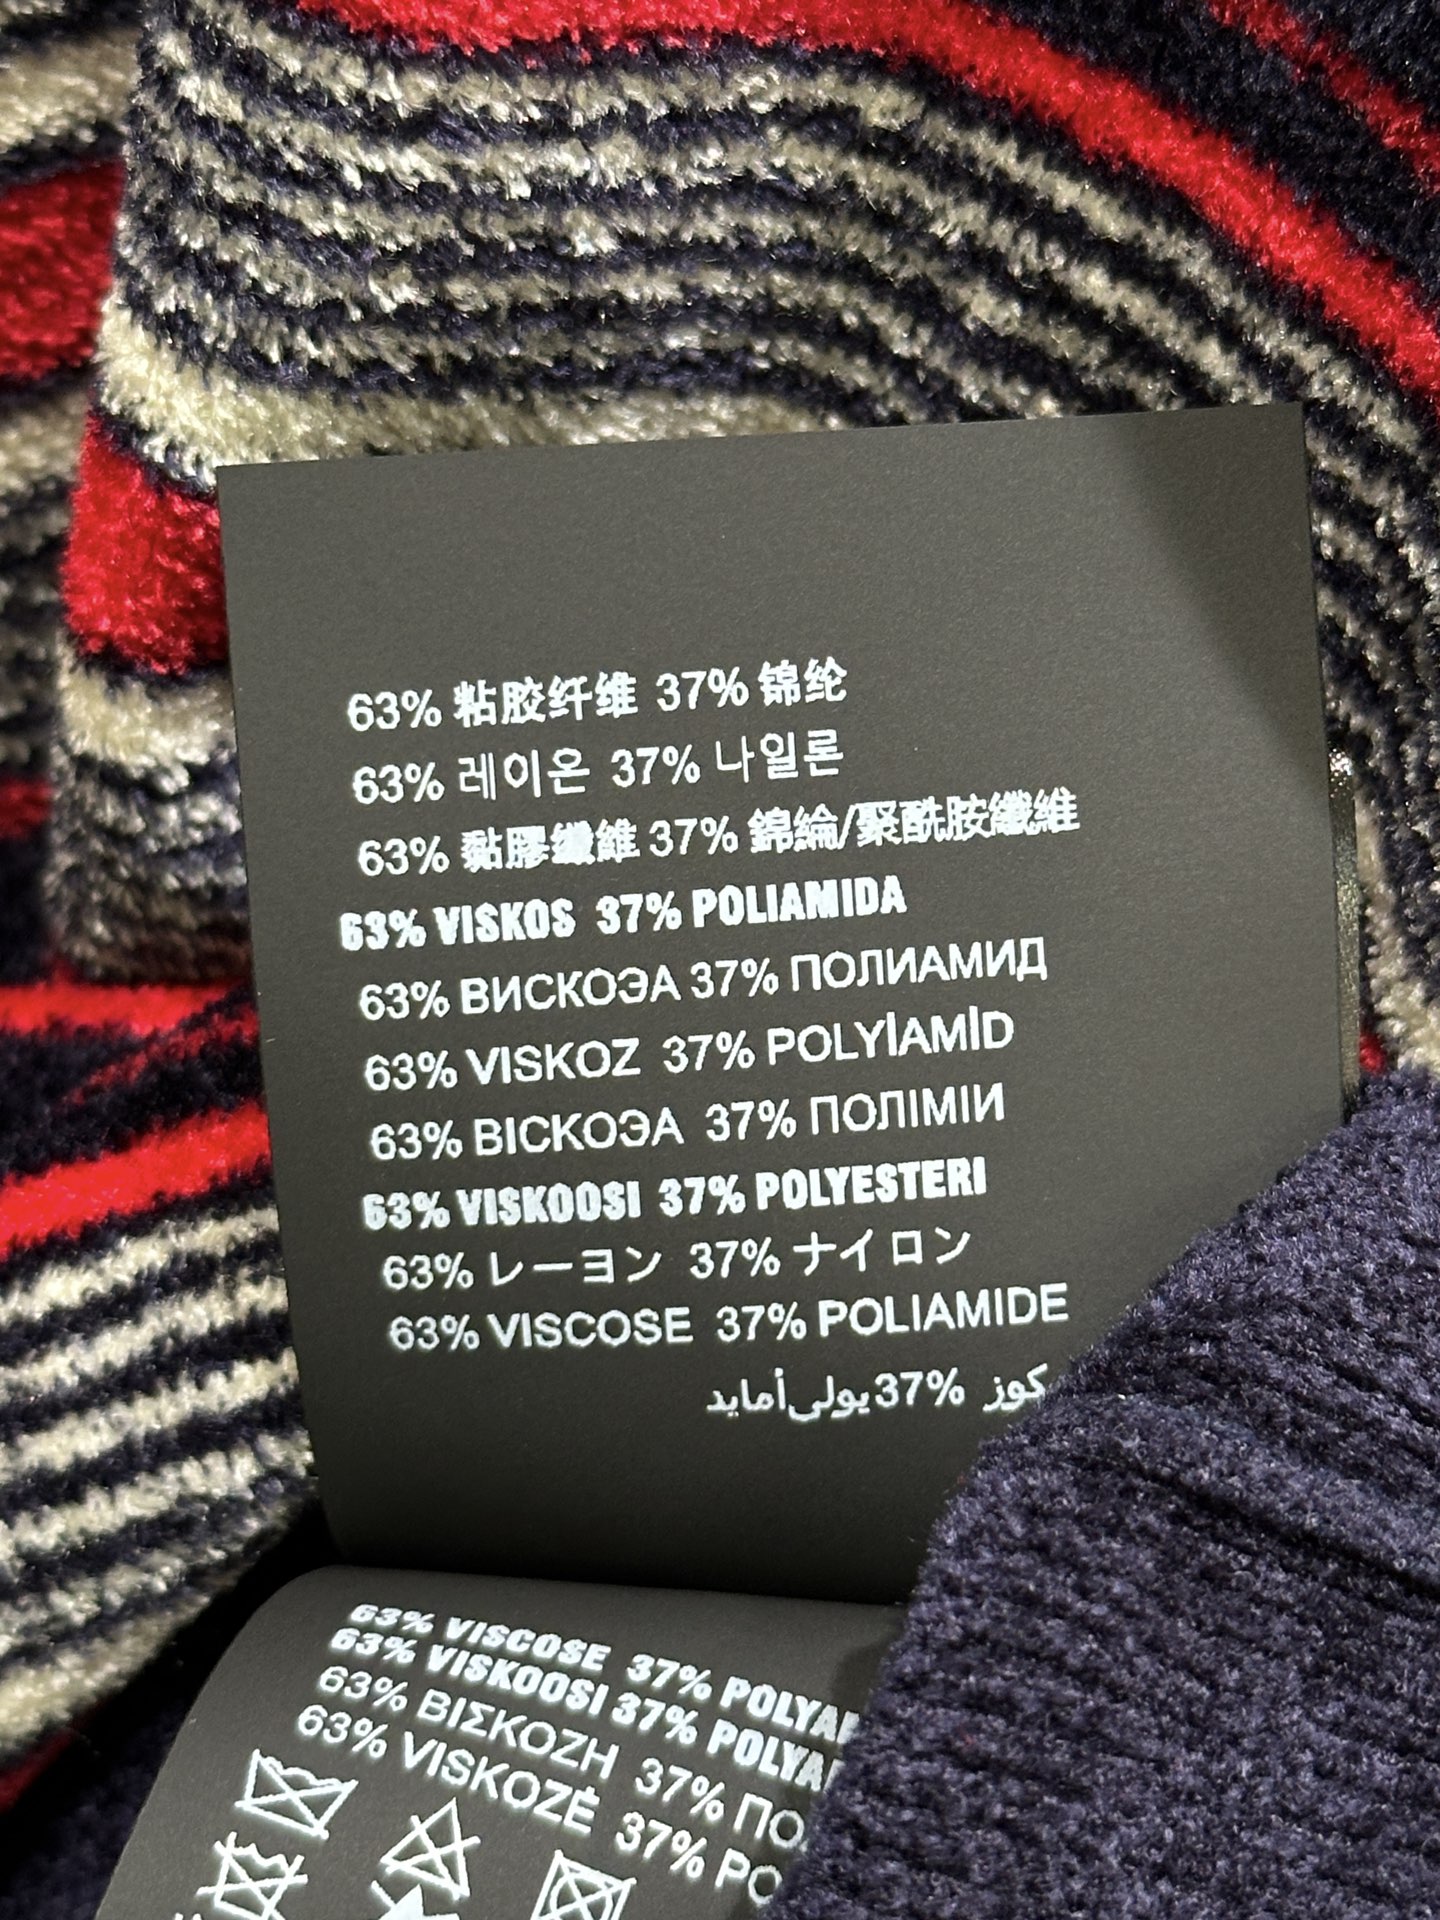 63% 粘胶纤维 37% 锦纶
63% 레이온 37% 나일론
63% 黏膠纖維 37% 錦綸/聚酰胺纖維
63% VISKOS 37% POLIAMIDA
63% ВИСКОЭА 37% ПОЛИАМИД
63% VISKOZ 37% POLYİAMİD
63% ВІСКОЭА 37% ПОЛІМІИ
63% VISKOOSI 37% POLYESTERI
63% レーヨン 37% ナイロン
63% VISCOSE 37% POLIAMIDE
كوز 37% يولي أمايد
63% VISCOSE 37% POLYAM
63% VISKOOSI 37% POLYA
63% ΒΙΣΚΟΖΗ 37% ΠΟ
63% VISKOZĖ 37% PO